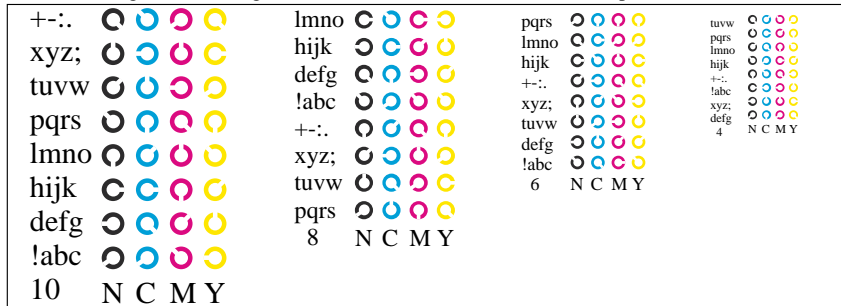 +-:.
xyz;
tuvw
pqrs
lmno
hijk
defg
!abc
10 N C M Y
lmno
hijk
defg
!abc
+-:.
xyz;
tuvw
pqrs
8 N C M Y
pqrs
lmno
hijk
+-:.
xyz;
tuvw
defg
!abc
6 N C M Y
tuvw
pqrs
lmno
hijk
+-:.
!abc
xyz;
defg
4 N C M Y